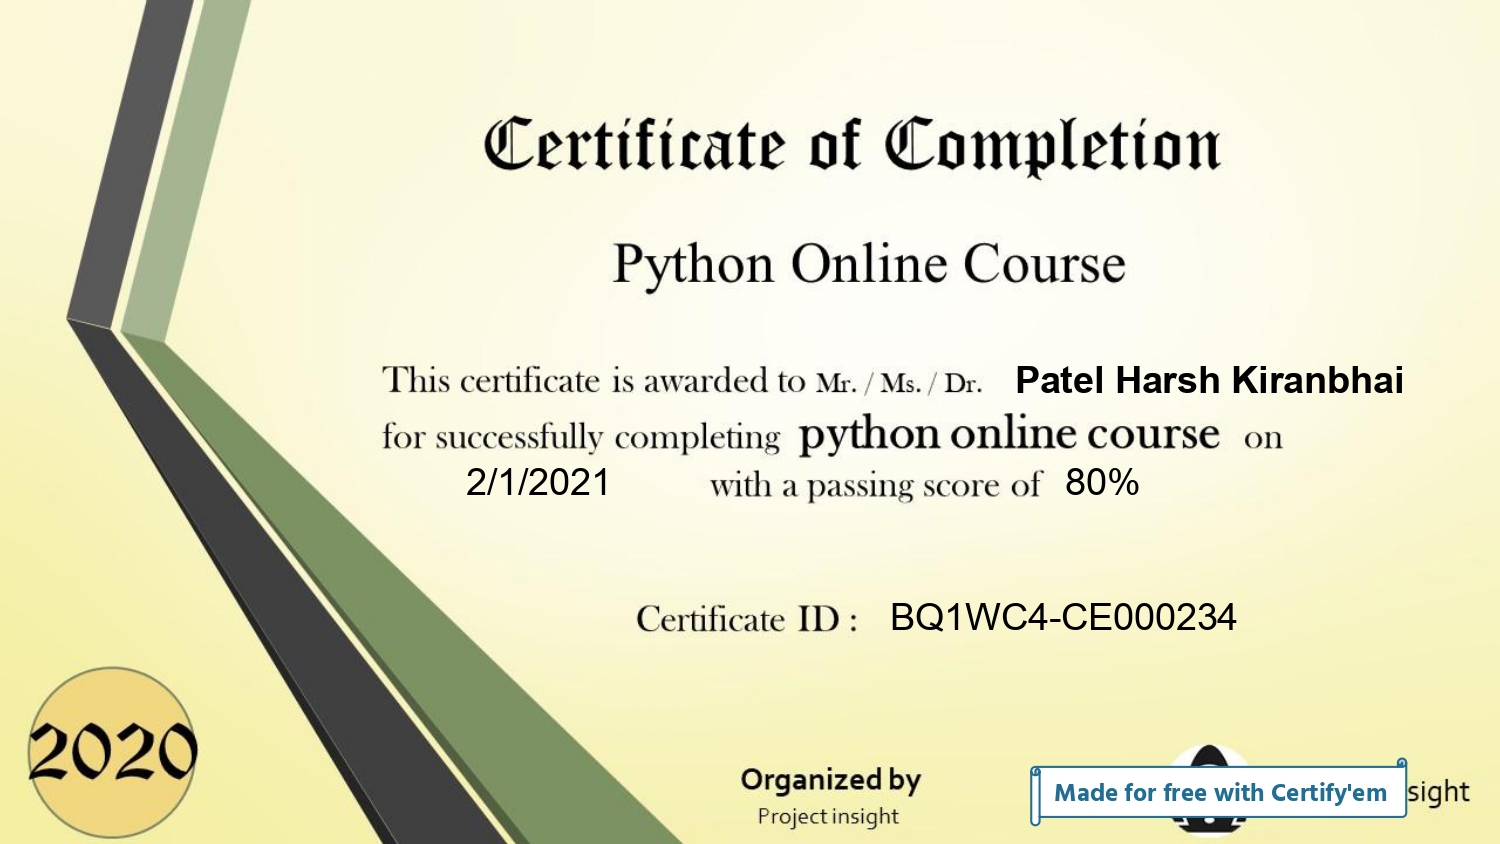 Certificate of Completion
Python Online Course
This certificate is awarded to Mr. / Ms. / Dr. Patel Harsh Kiranbhai
for successfully completing python online course on
2/1/2021 with a passing score of 80%
Certificate ID : BQ1WC4-CE000234
2020
Organized by
Project insight
Made for free with Certify'em
sight